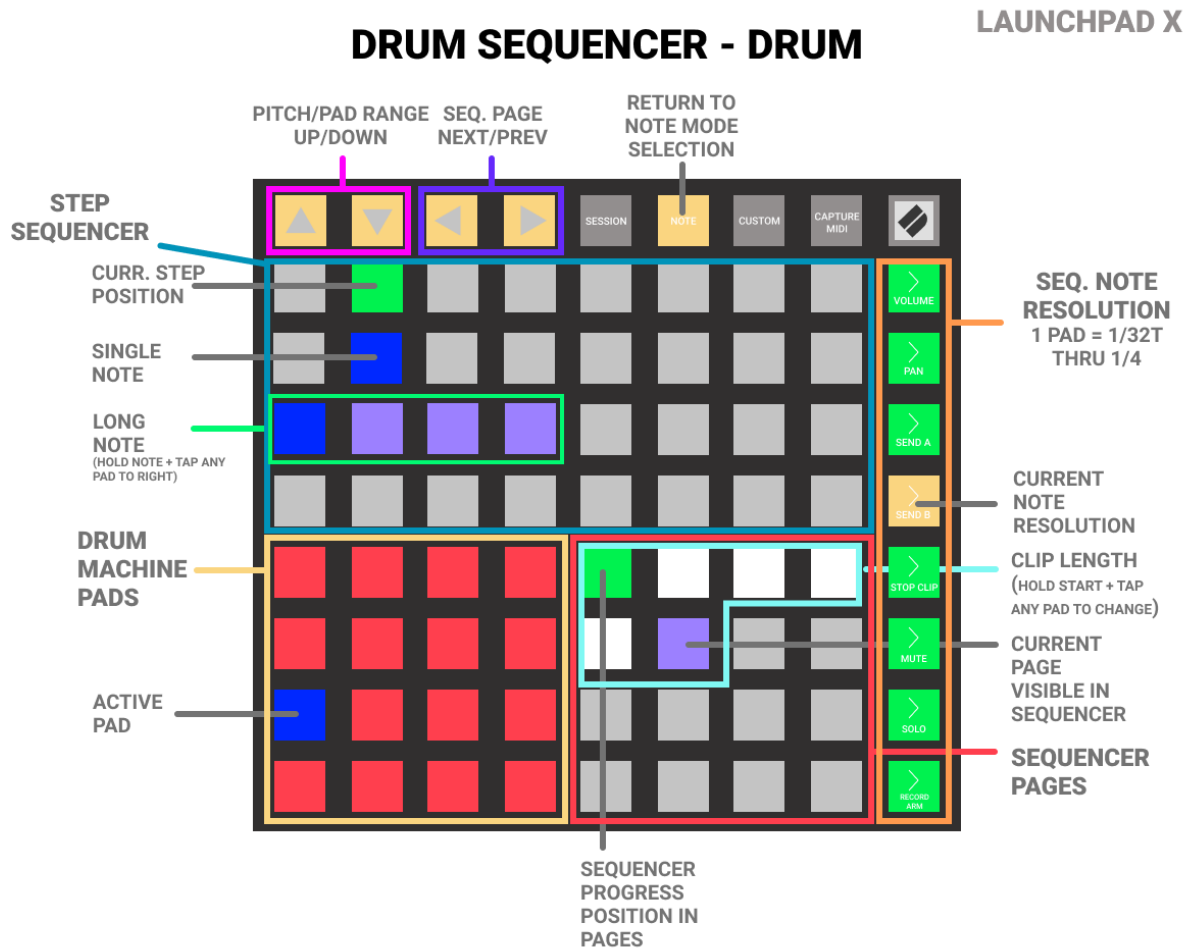 LAUNCHPAD X
DRUM SEQUENCER - DRUM
PITCH/PAD RANGE
UP/DOWN
SEQ. PAGE
NEXT/PREV
RETURN TO
NOTE MODE
SELECTION
STEP
SEQUENCER
SESSION
NOTE
CUSTOM
CAPTURE
MIDI
CURR. STEP
POSITION
VOLUME
SEQ. NOTE
RESOLUTION
1 PAD = 1/32T
THRU 1/4
SINGLE
NOTE
PAN
LONG
NOTE
(HOLD NOTE + TAP ANY
PAD TO RIGHT)
SEND A
SEND B
CURRENT
NOTE
RESOLUTION
DRUM
MACHINE
PADS
STOP CLIP
CLIP LENGTH
(HOLD START + TAP
ANY PAD TO CHANGE)
MUTE
CURRENT
PAGE
VISIBLE IN
SEQUENCER
ACTIVE
PAD
SOLO
SEQUENCER
PAGES
RECORD
ARM
SEQUENCER
PROGRESS
POSITION IN
PAGES